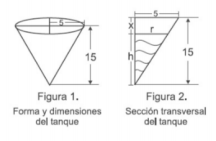 5
15
Figura 1.
Forma y dimensiones
del tanque
5
x
r
h
15
Figura 2.
Sección transversal
del tanque